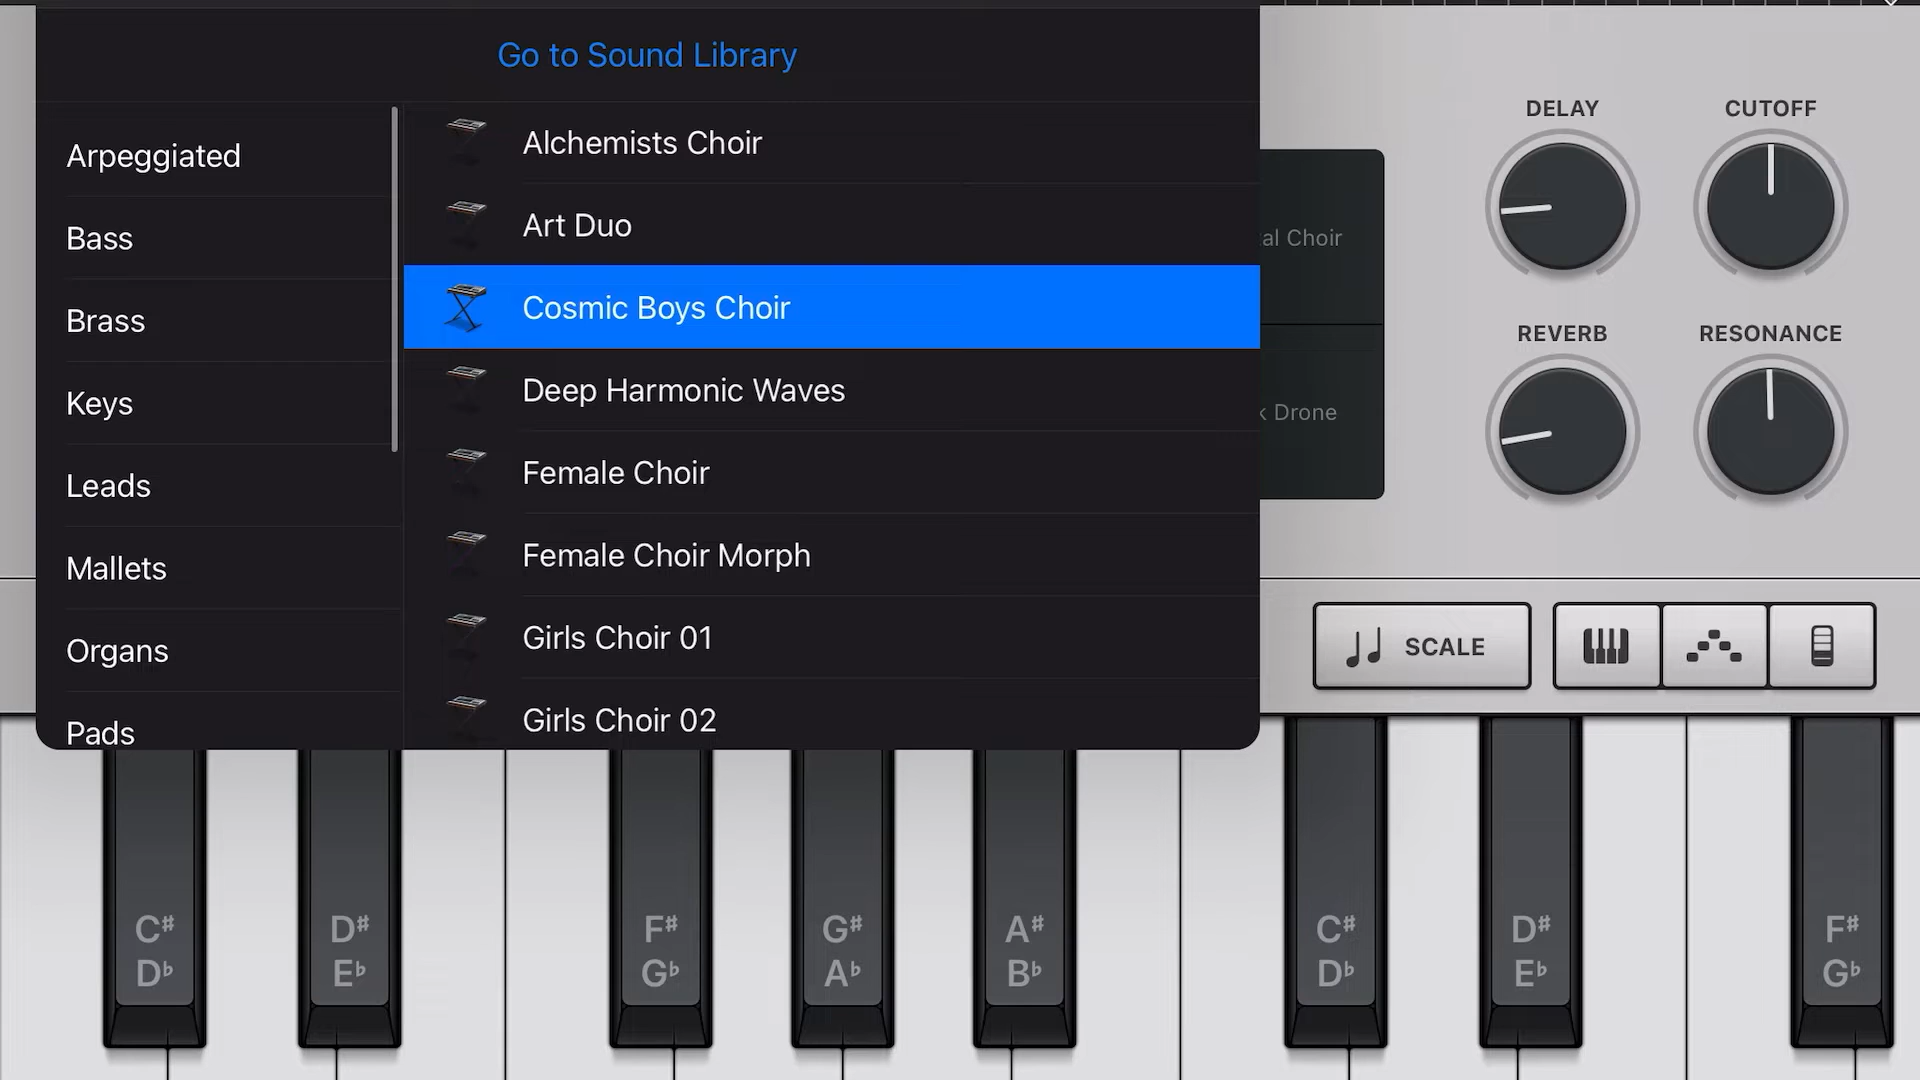 Go to Sound Library
Arpeggiated
Bass
Brass
Keys
Leads
Mallets
Organs
Pads
Alchemists Choir
Art Duo
Cosmic Boys Choir
Deep Harmonic Waves
Female Choir
Female Choir Morph
Girls Choir 01
Girls Choir 02
Choir
Drone
DELAY
CUTOFF
REVERB
RESONANCE
SCALE
C♯
D♭
D♯
E♭
F♯
G♭
G♯
A♭
A♯
B♭
C♯
D♭
D♯
E♭
F♯
G♭